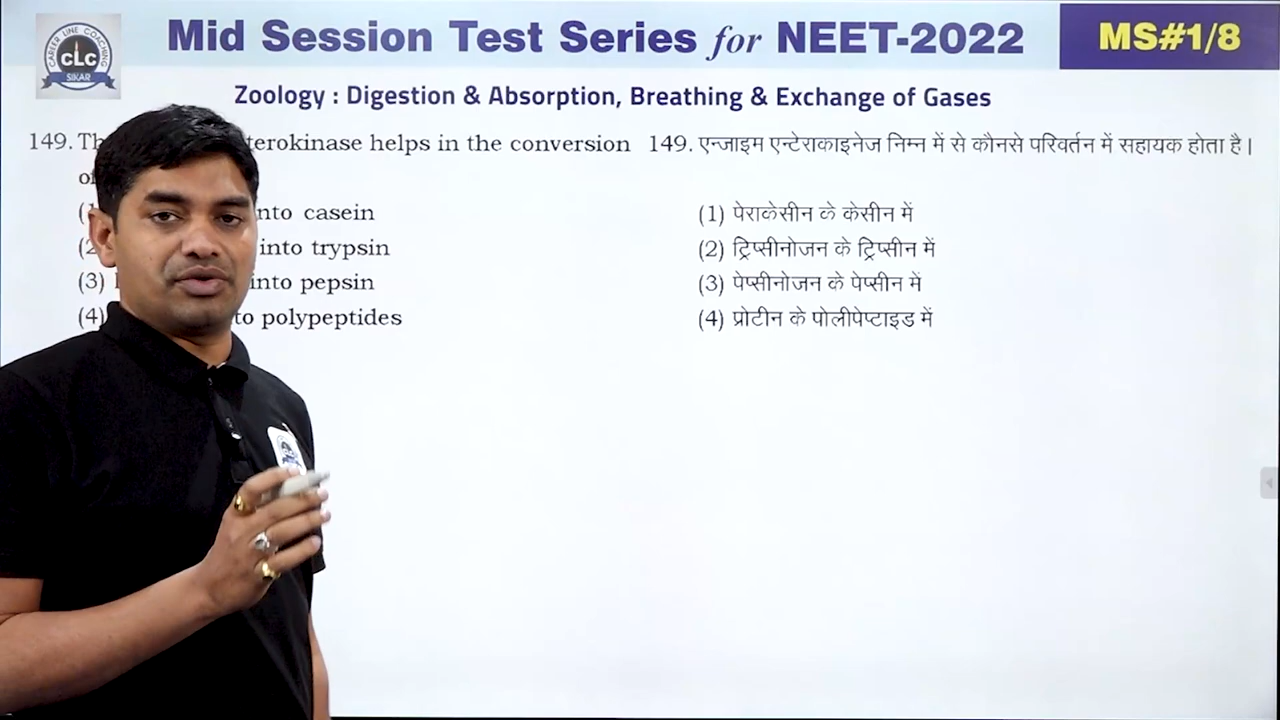 Mid Session Test Series for NEET-2022
MS#1/8
CAREER LINE COACHING
CLC
SIKAR
Zoology : Digestion & Absorption, Breathing & Exchange of Gases
149. terokinase helps in the conversion
into casein
into trypsin
(3) into pepsin
(4) to polypeptides
149. एन्जाइम एन्टेराकाइनेज निम्न में से कौनसे परिवर्तन में सहायक होता है।
(1) पेराकेसीन के केसीन में
(2) ट्रिप्सीनोजन के ट्रिप्सीन में
(3) पेप्सीनोजन के पेप्सीन में
(4) प्रोटीन के पोलीपेप्टाइड में